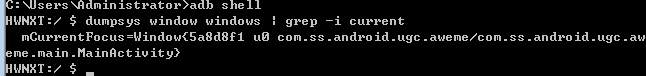 C:\Users\Administrator>adb shell
HWNXT:/ $ dumpsys window windows | grep -i current
  mCurrentFocus=Window{5a8d8f1 u0 com.ss.android.ugc.aweme/com.ss.android.ugc.aw
eme.main.MainActivity}
HWNXT:/ $